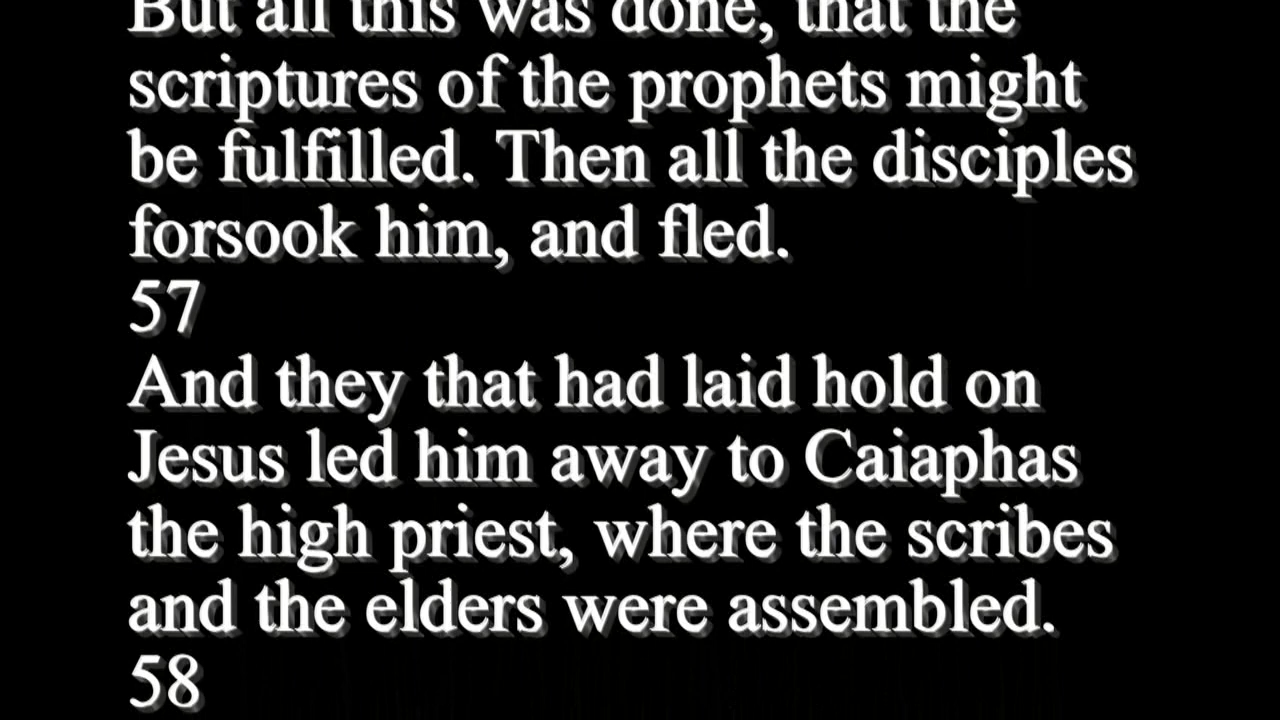 But all this was done, that the
scriptures of the prophets might
be fulfilled. Then all the disciples
forsook him, and fled.
57
And they that had laid hold on
Jesus led him away to Caiaphas
the high priest, where the scribes
and the elders were assembled.
58